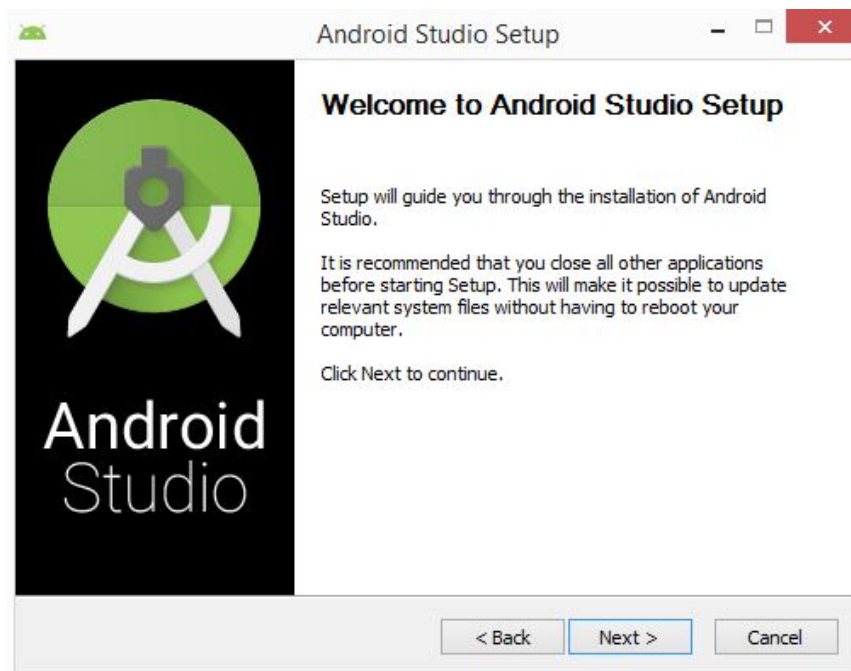 Android Studio Setup
Welcome to Android Studio Setup
Setup will guide you through the installation of Android
Studio.
It is recommended that you close all other applications
before starting Setup. This will make it possible to update
relevant system files without having to reboot your
computer.
Click Next to continue.
Android
Studio
< Back
Next >
Cancel